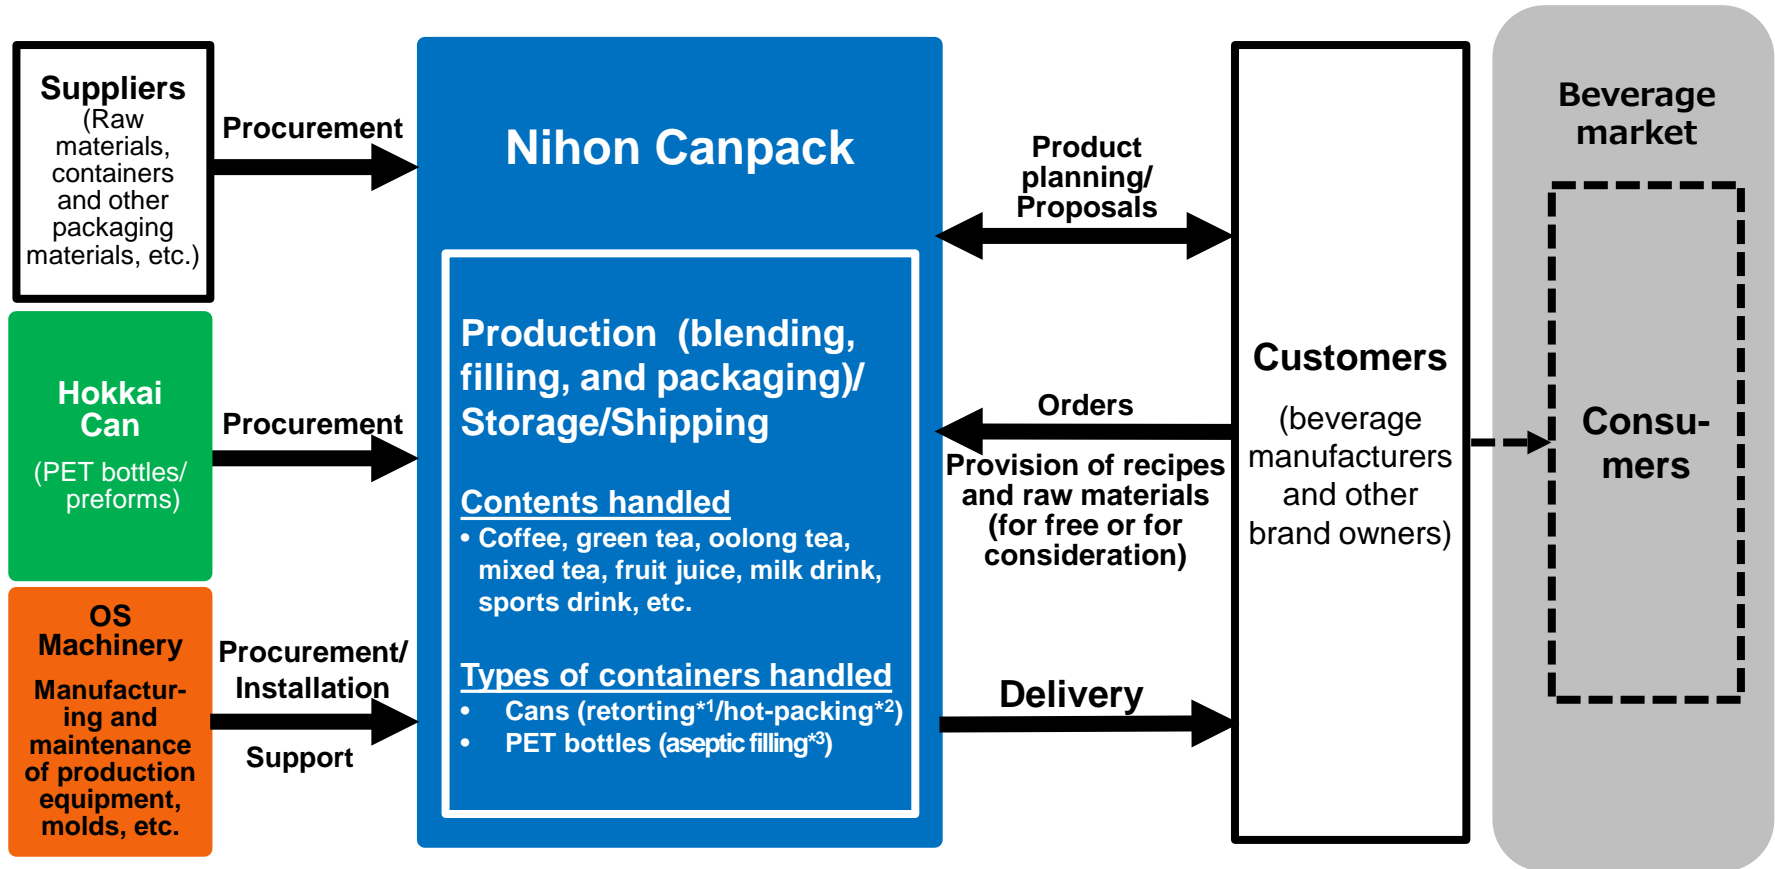 Suppliers
(Raw
materials,
containers
and other
packaging
materials, etc.)
Procurement
Hokkai
Can
(PET bottles/
preforms)
Procurement
OS
Machinery
Manufactur-
ing and
maintenance
of production
equipment,
molds, etc.
Procurement/
Installation
Support
Nihon Canpack
Production (blending,
filling, and packaging)/
Storage/Shipping
Contents handled
• Coffee, green tea, oolong tea,
mixed tea, fruit juice, milk drink,
sports drink, etc.
Types of containers handled
• Cans (retorting*1/hot-packing*2)
• PET bottles (aseptic filling*3)
Product
planning/
Proposals
Orders
Provision of recipes
and raw materials
(for free or for
consideration)
Delivery
Customers
(beverage
manufacturers
and other
brand owners)
Beverage
market
Consu-
mers